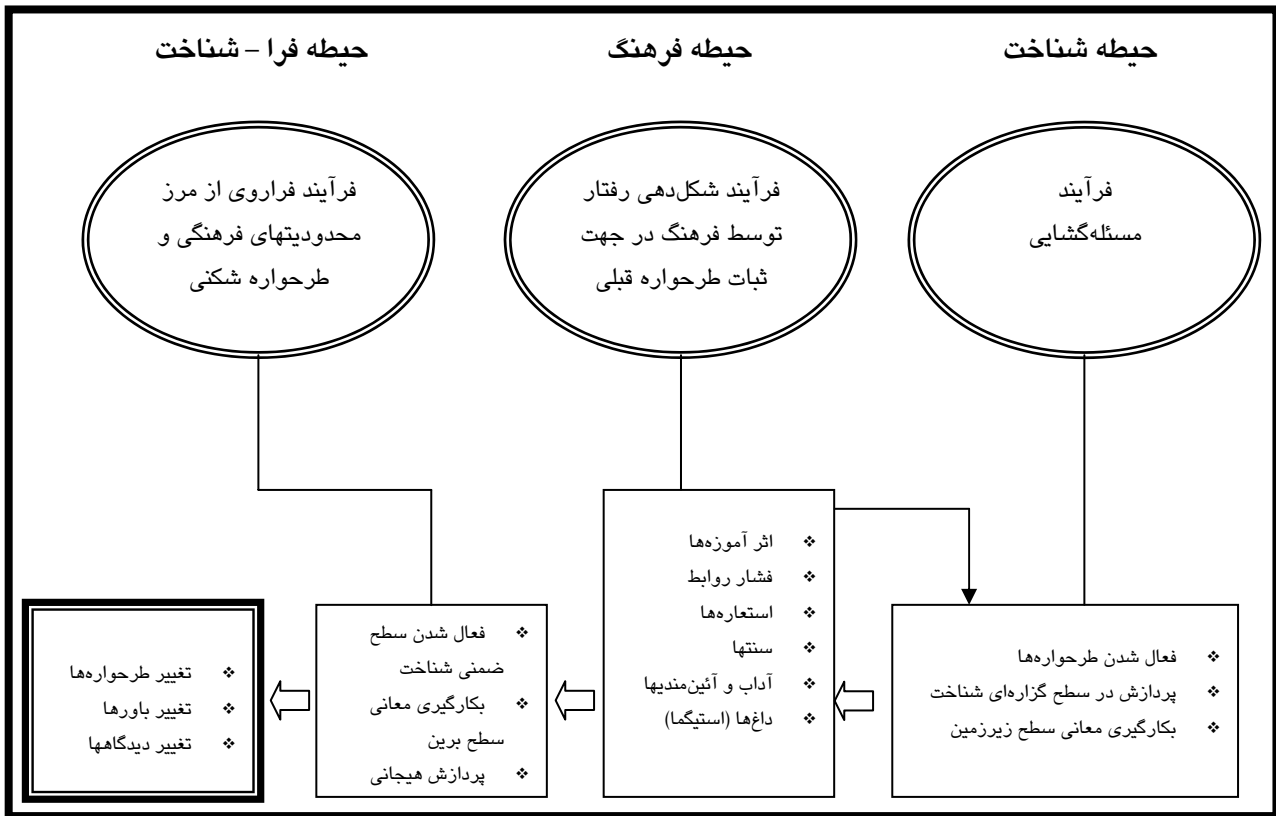 حیطه شناخت
حیطه فرهنگ
حیطه فرا – شناخت
فرآیند
مسئله‌گشایی
فرآیند شکل‌دهی رفتار
توسط فرهنگ در جهت
ثبات طرحواره قبلی
فرآیند فراروی از مرز
محدودیتهای فرهنگی و
طرحواره شکنی
❖ فعال شدن طرحواره‌ها
❖ پردازش در سطح گزاره‌ای شناخت
❖ بکارگیری معانی سطح زیرزمین
❖ اثر آموزه‌ها
❖ فشار روابط
❖ استعاره‌ها
❖ سنتها
❖ آداب و آئین‌مندیها
❖ داغ‌ها (استیگما)
❖ فعال شدن سطح
ضمنی شناخت
❖ بکارگیری معانی
سطح برین
❖ پردازش هیجانی
❖ تغییر طرحواره‌ها
❖ تغییر باورها
❖ تغییر دیدگاهها